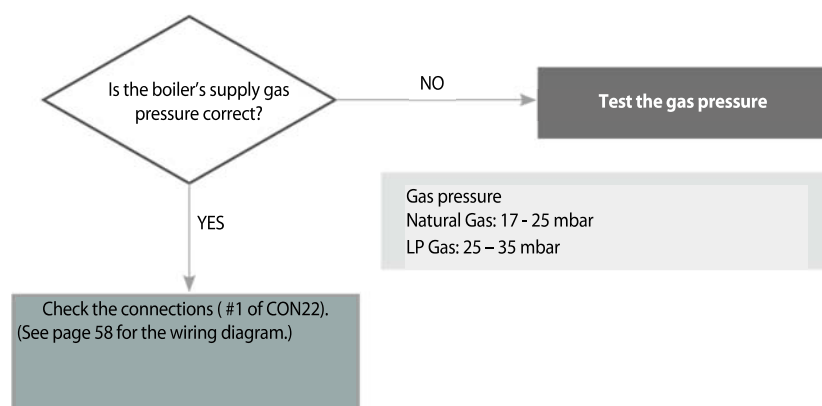 Is the boiler's supply gas
pressure correct?
NO
Test the gas pressure
Gas pressure
Natural Gas: 17 - 25 mbar
LP Gas: 25 – 35 mbar
YES
Check the connections ( #1 of CON22).
(See page 58 for the wiring diagram.)